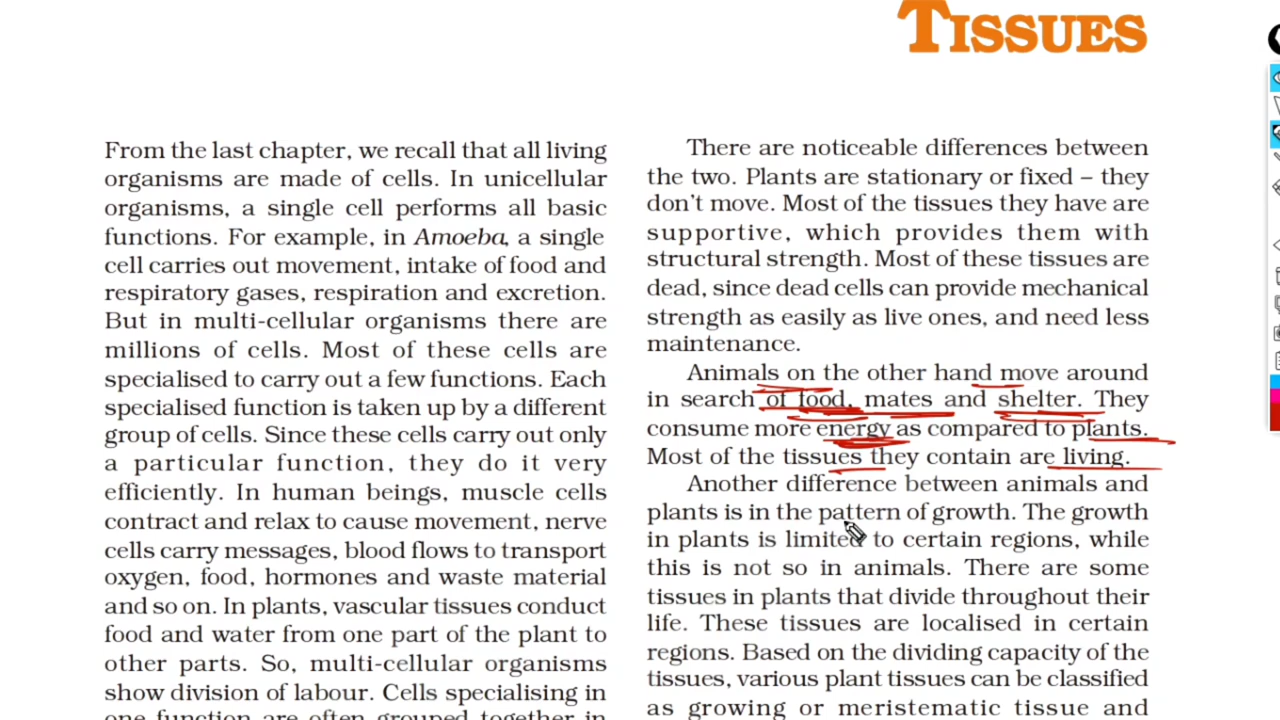 TISSUES
From the last chapter, we recall that all living
organisms are made of cells. In unicellular
organisms, a single cell performs all basic
functions. For example, in Amoeba, a single
cell carries out movement, intake of food and
respiratory gases, respiration and excretion.
But in multi-cellular organisms there are
millions of cells. Most of these cells are
specialised to carry out a few functions. Each
specialised function is taken up by a different
group of cells. Since these cells carry out only
a particular function, they do it very
efficiently. In human beings, muscle cells
contract and relax to cause movement, nerve
cells carry messages, blood flows to transport
oxygen, food, hormones and waste material
and so on. In plants, vascular tissues conduct
food and water from one part of the plant to
other parts. So, multi-cellular organisms
show division of labour. Cells specialising in
one function are often grouped together in
There are noticeable differences between
the two. Plants are stationary or fixed – they
don't move. Most of the tissues they have are
supportive, which provides them with
structural strength. Most of these tissues are
dead, since dead cells can provide mechanical
strength as easily as live ones, and need less
maintenance.
Animals on the other hand move around
in search of food, mates and shelter. They
consume more energy as compared to plants.
Most of the tissues they contain are living.
Another difference between animals and
plants is in the pattern of growth. The growth
in plants is limited to certain regions, while
this is not so in animals. There are some
tissues in plants that divide throughout their
life. These tissues are localised in certain
regions. Based on the dividing capacity of the
tissues, various plant tissues can be classified
as growing or meristematic tissue and